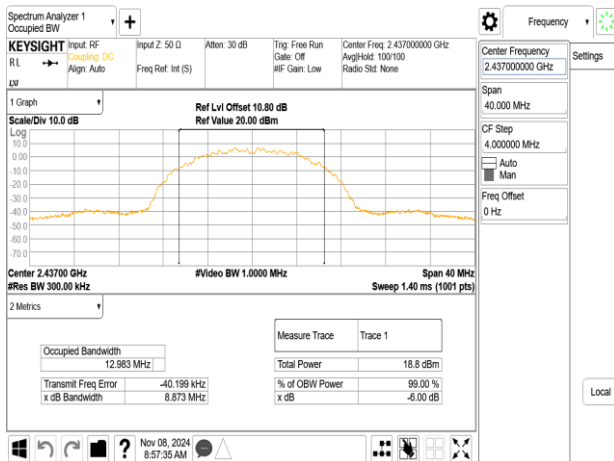 Spectrum Analyzer 1
Occupied BW
Frequency
KEYSIGHT
Input: RF
Coupling: DC
Align: Auto
Input Z: 50 Ω
Freq Ref: Int (S)
Atten: 30 dB
Trig: Free Run
Gate: Off
#IF Gain: Low
Center Freq: 2.437000000 GHz
Avg|Hold: 100/100
Radio Std: None
R L
LXI
Center Frequency
2.437000000 GHz
Settings
Span
40.000 MHz
CF Step
4.000000 MHz
Auto
Man
Freq Offset
0 Hz
Local
1 Graph
Scale/Div 10.0 dB
Ref Lvl Offset 10.80 dB
Ref Value 20.00 dBm
Log
10.0
0.00
-10.0
-20.0
-30.0
-40.0
-50.0
-60.0
-70.0
Center 2.43700 GHz
#Video BW 1.0000 MHz
Span 40 MHz
#Res BW 300.00 kHz
Sweep 1.40 ms (1001 pts)
2 Metrics
Occupied Bandwidth
12.983 MHz
Transmit Freq Error -40.199 kHz
x dB Bandwidth 8.873 MHz
Measure Trace Trace 1
Total Power 18.8 dBm
% of OBW Power 99.00 %
x dB -6.00 dB
?
Nov 08, 2024
8:57:35 AM